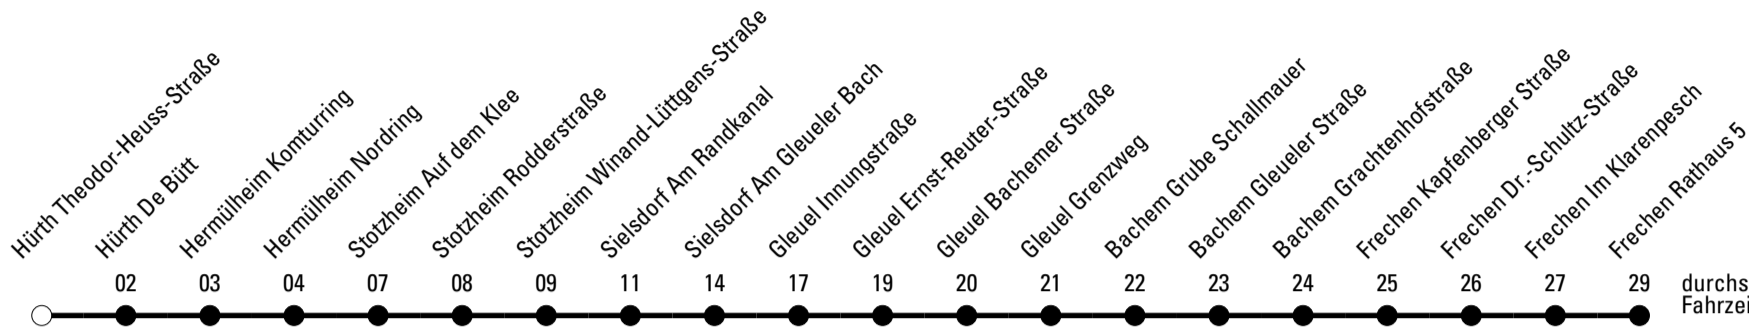 Hürth Theodor-Heuss-Straße
Hürth De Bütt
Hermülheim Komturring
Hermülheim Nordring
Stotzheim Auf dem Klee
Stotzheim Rodderstraße
Stotzheim Winand-Lüttgens-Straße
Sielsdorf Am Randkanal
Sielsdorf Am Gleueler Bach
Gleuel Innungstraße
Gleuel Ernst-Reuter-Straße
Gleuel Bachemer Straße
Gleuel Grenzweg
Bachem Grube Schallmauer
Bachem Gleueler Straße
Bachem Grachtenhofstraße
Frechen Kapfenberger Straße
Frechen Dr.-Schultz-Straße
Frechen Im Klarenpesch
Frechen Rathaus 5
02 03 04 07 08 09 11 14 17 19 20 21 22 23 24 25 26 27 29
durchs
Fahrzei